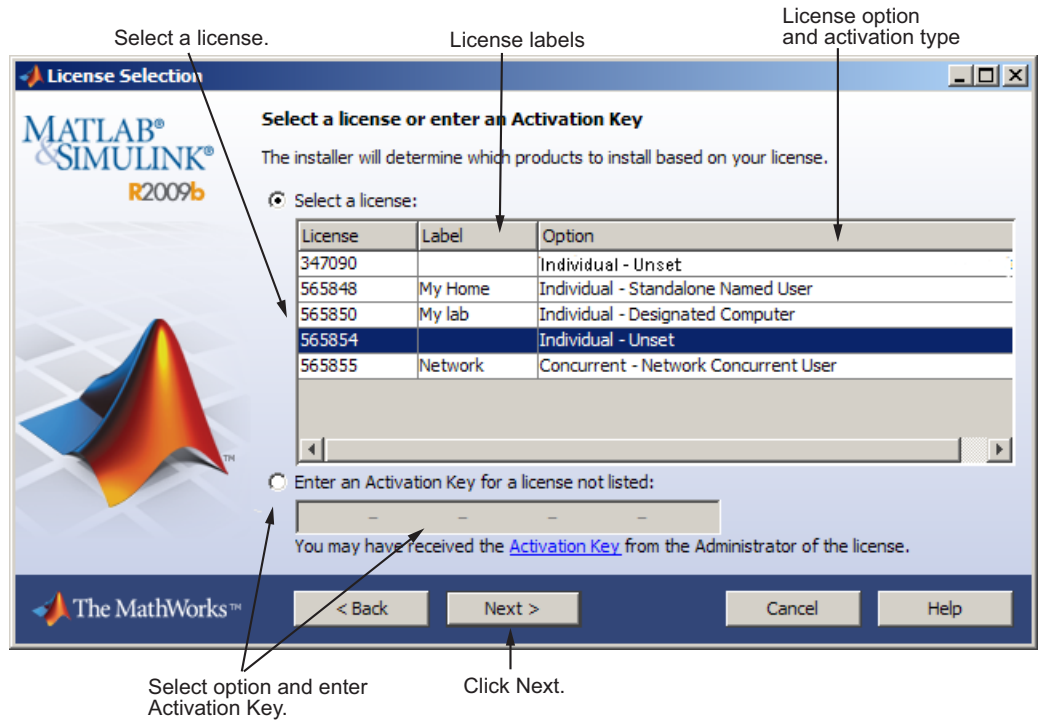 Select a license.
License labels
License option
and activation type
License Selection
MATLAB®
&SIMULINK®
R2009b
Select a license or enter an Activation Key
The installer will determine which products to install based on your license.
Select a license:
License Label Option
347090 Individual - Unset
565848 My Home Individual - Standalone Named User
565850 My lab Individual - Designated Computer
565854 Individual - Unset
565855 Network Concurrent - Network Concurrent User
TM
Enter an Activation Key for a license not listed:
- - - -
You may have received the Activation Key from the Administrator of the license.
The MathWorks™
< Back Next > Cancel Help
Select option and enter
Activation Key.
Click Next.